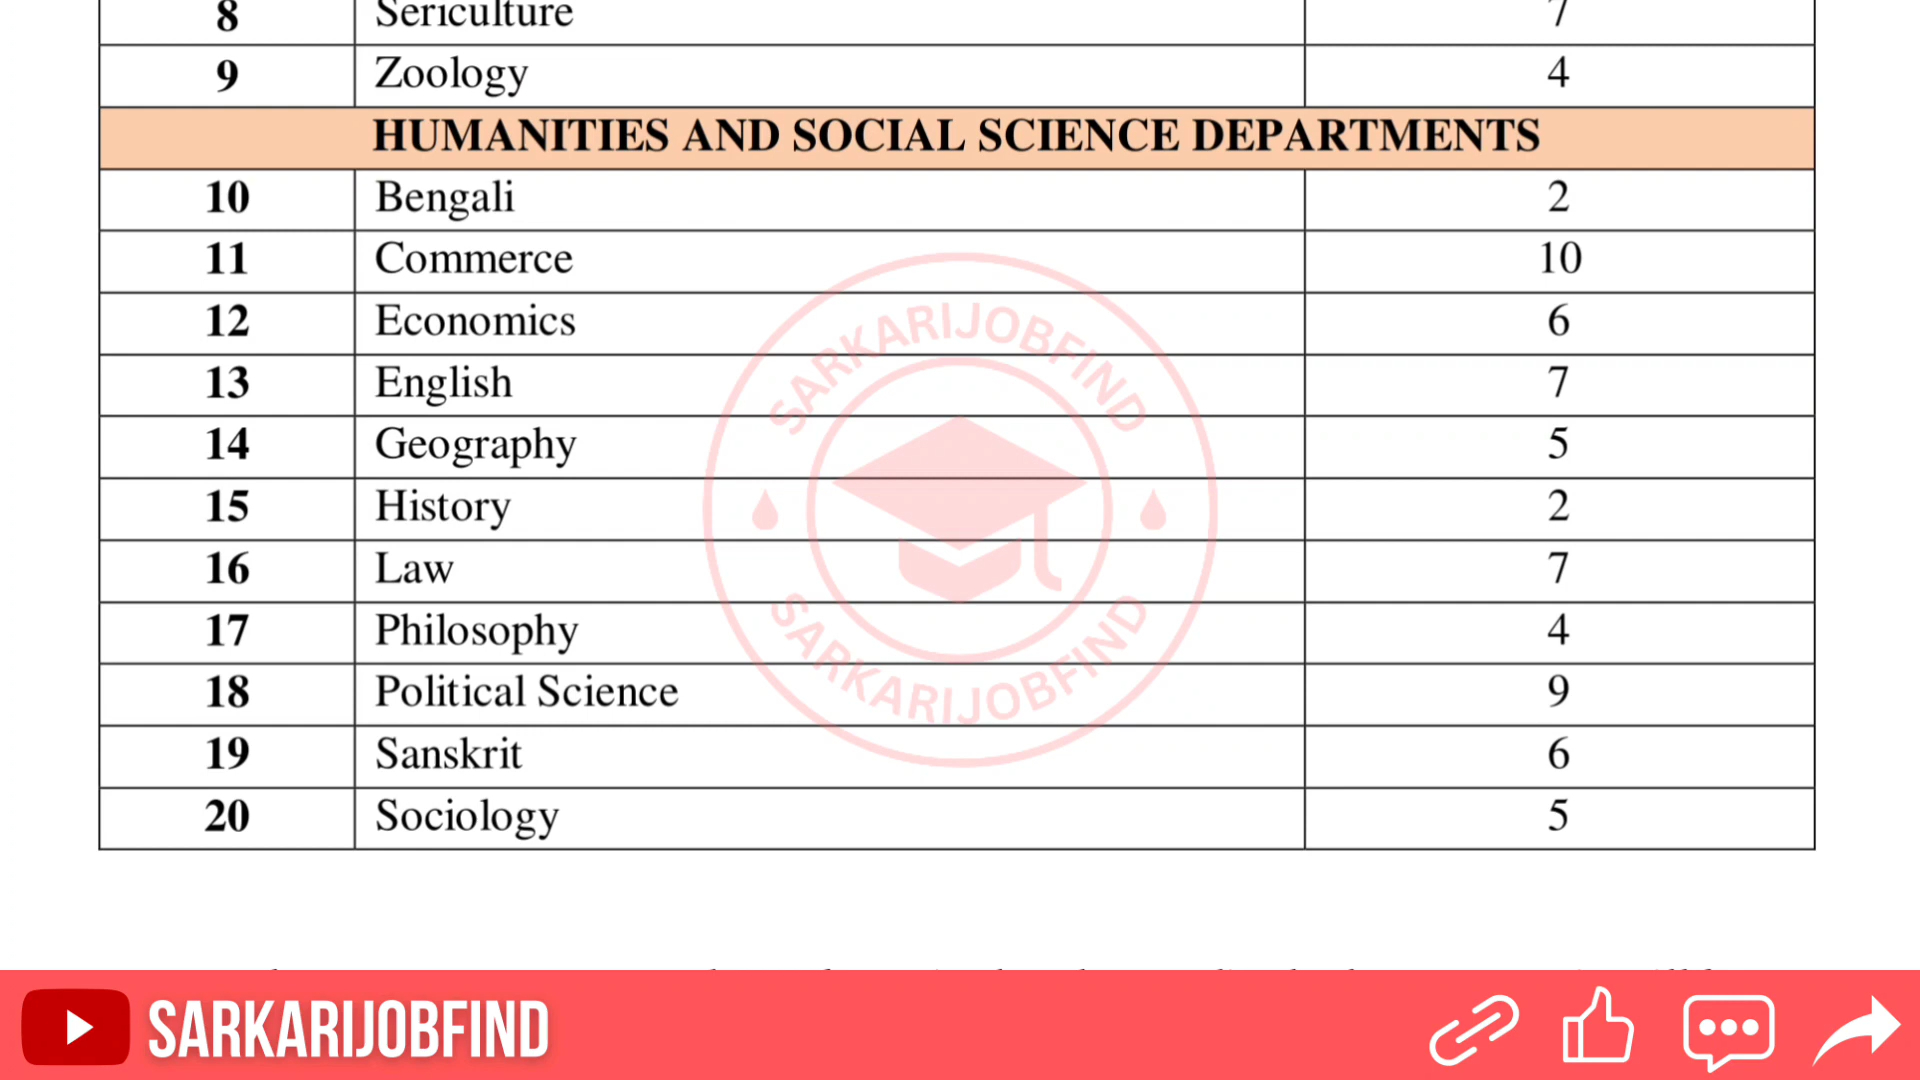 8 Sericulture 7
9 Zoology 4
HUMANITIES AND SOCIAL SCIENCE DEPARTMENTS
10 Bengali 2
11 Commerce 10
12 Economics 6
13 English 7
14 Geography 5
15 History 2
16 Law 7
17 Philosophy 4
18 Political Science 9
19 Sanskrit 6
20 Sociology 5
SARKARIJOBFIND
SARKARIJOBFIND
SARKARIJOBFIND